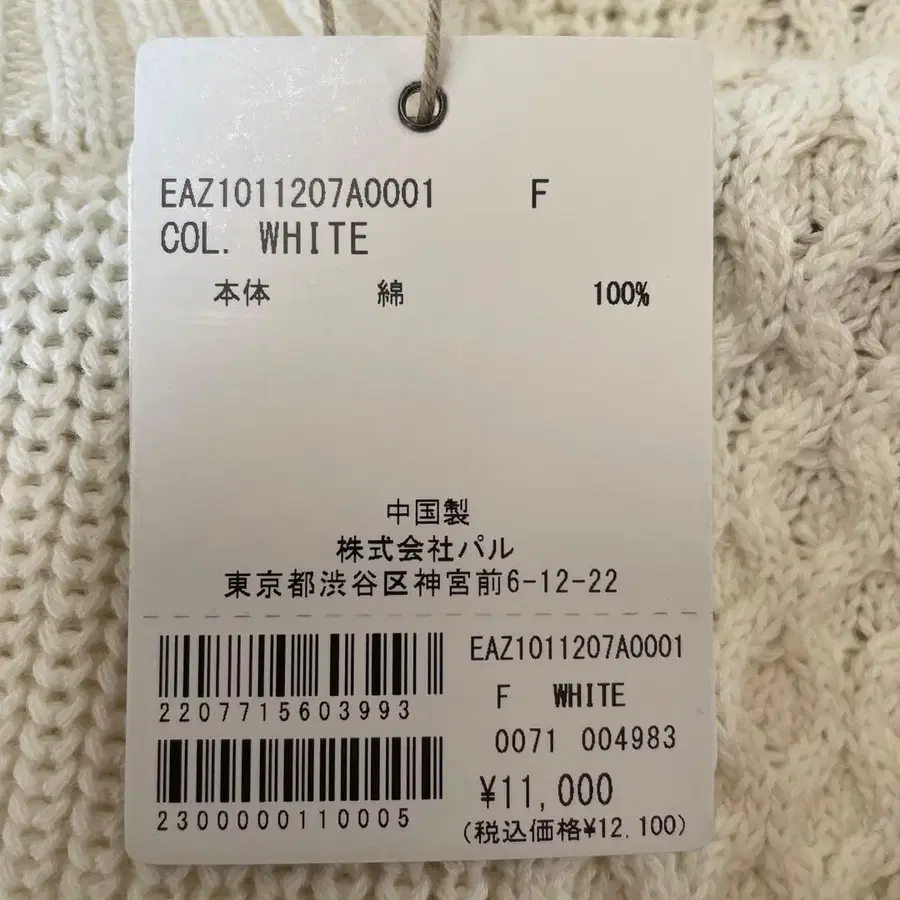 EAZ1011207A0001 F
COL. WHITE
本体 綿 100%
中国製
株式会社パル
東京都渋谷区神宮前6-12-22
2207715603993
2300000110005
EAZ1011207A0001
F WHITE
0071 004983
¥11,000
(税込価格¥12.100)